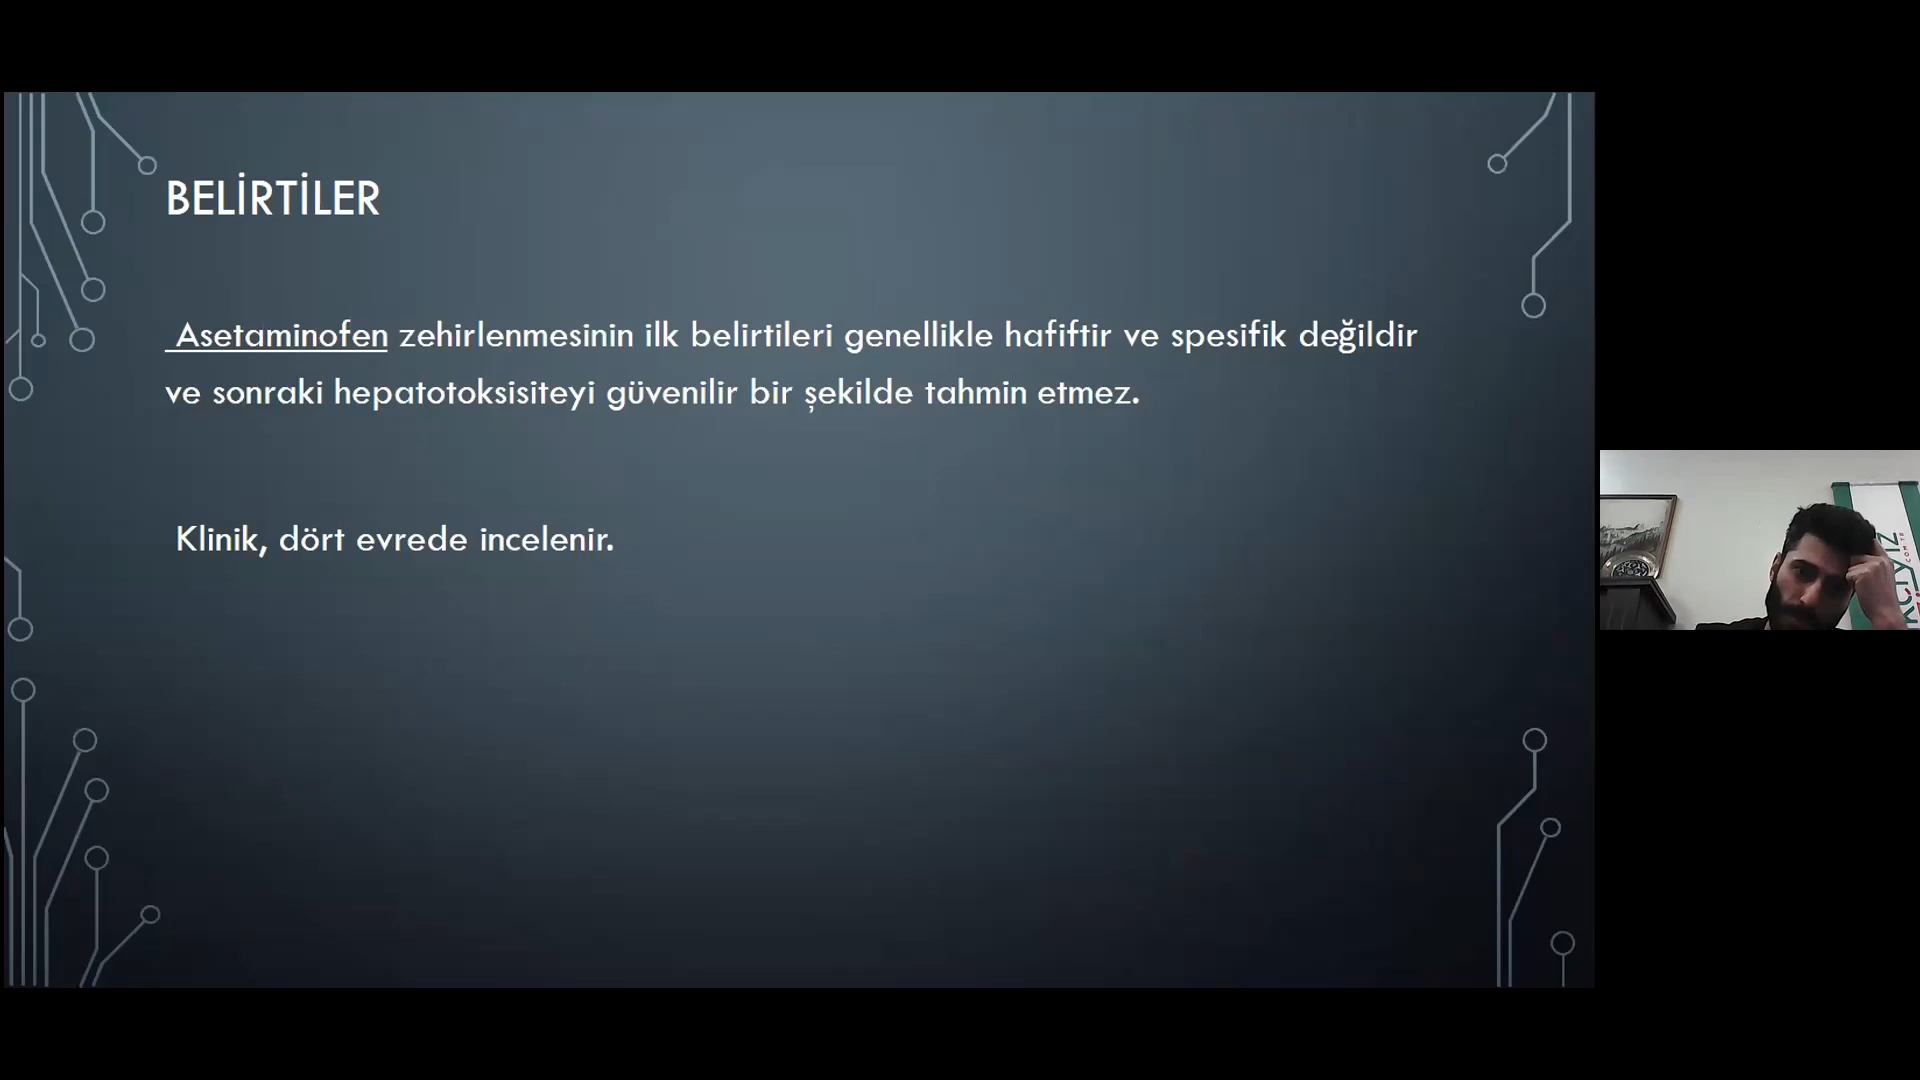 BELİRTİLER
Asetaminofen zehirlenmesinin ilk belirtileri genellikle hafiftir ve spesifik değildir
ve sonraki hepatotoksisiteyi güvenilir bir şekilde tahmin etmez.
Klinik, dört evrede incelenir.